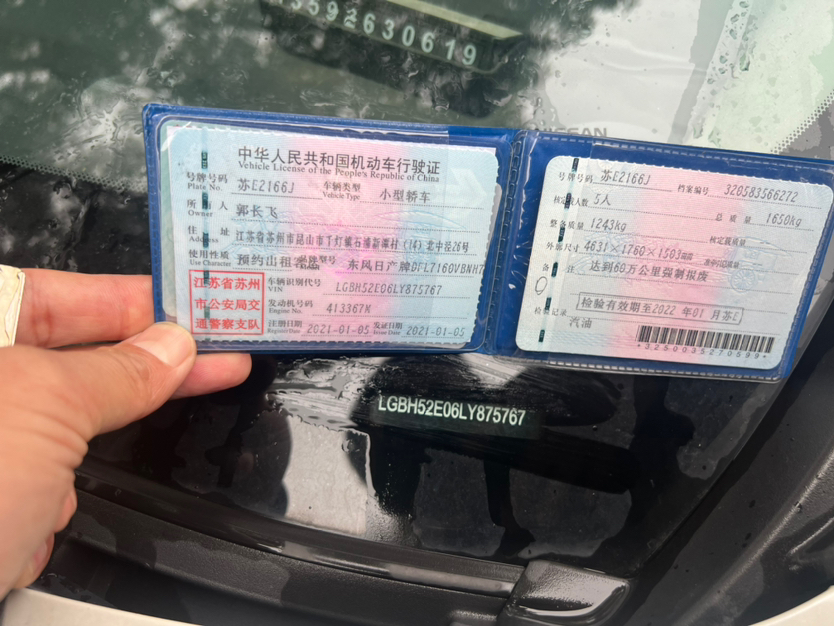 3592630619
中华人民共和国机动车行驶证
Vehicle License of the People's Republic of China
号牌号码 苏E2166J 车辆类型 小型轿车
Plate No. Vehicle Type
所有人 郭长飞
Owner
住址 江苏省苏州市昆山市丁灯镇石浦新灏村(14)北中泾26号
Address
使用性质 预约出租 品牌型号 东风日产牌DFL7160VBNH7
Use Character
江苏省苏州
市公安局交
通警察支队
车辆识别代号 LGBH52E06LY875767
VIN
发动机号码 413367K
Engine No.
注册日期 2021-01-05 发证日期 2021-01-05
Register Date Issue Date
号牌号码 苏E2166J 档案编号 320583566272
核定载人数 5人 总质量 1650kg
整备质量 1243kg 核定载质量
外廓尺寸 4631×1760×1503mm 准牵引总质量
备注 达到60万公里强制报废
检验有效期至2022年01月苏E
检验记录
汽油
*3250035270599*
LGBH52E06LY875767